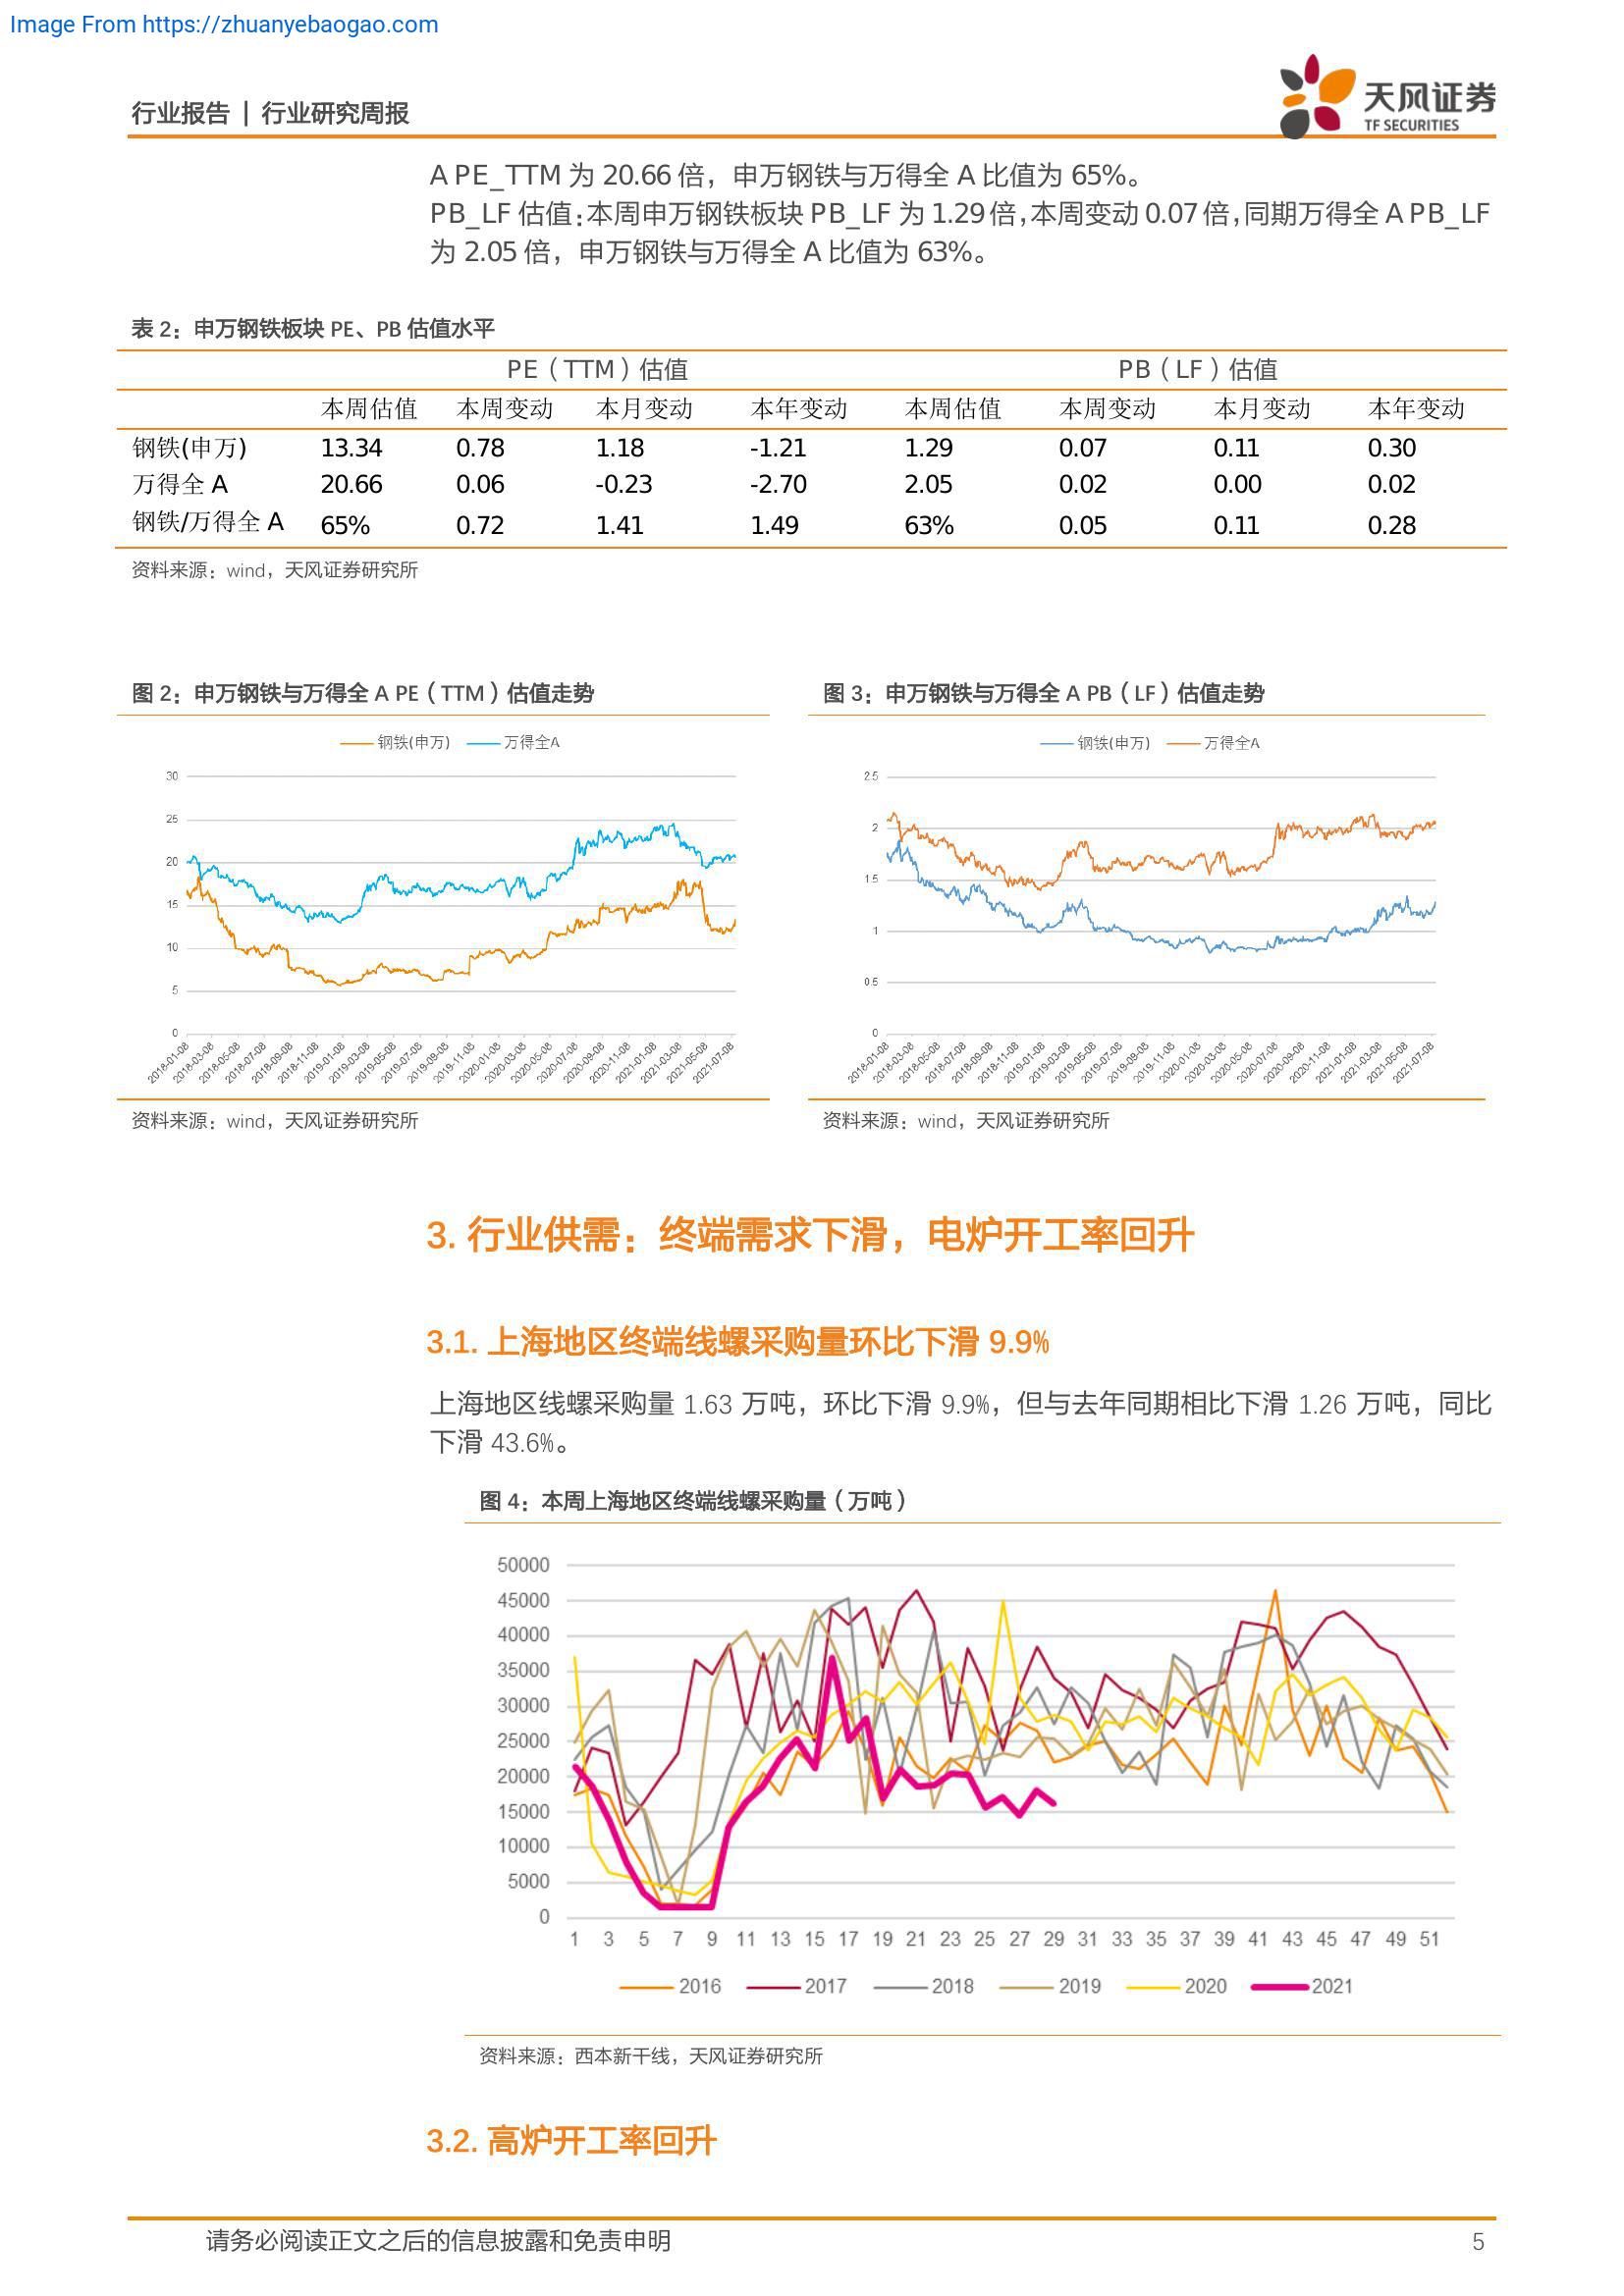 Image From https://zhuanyebaogao.com
行业报告 | 行业研究周报
天风证券
TF SECURITIES
A PE_TTM 为 20.66 倍，申万钢铁与万得全 A 比值为 65%。
PB_LF 估值：本周申万钢铁板块 PB_LF 为 1.29 倍，本周变动 0.07 倍，同期万得全 A PB_LF
为 2.05 倍，申万钢铁与万得全 A 比值为 63%。
表 2：申万钢铁板块 PE、PB 估值水平
PE（TTM）估值 PB（LF）估值
本周估值 本周变动 本月变动 本年变动 本周估值 本周变动 本月变动 本年变动
钢铁(申万) 13.34 0.78 1.18 -1.21 1.29 0.07 0.11 0.30
万得全 A 20.66 0.06 -0.23 -2.70 2.05 0.02 0.00 0.02
钢铁/万得全 A 65% 0.72 1.41 1.49 63% 0.05 0.11 0.28
资料来源：wind，天风证券研究所
图 2：申万钢铁与万得全 A PE（TTM）估值走势
钢铁(申万) 万得全A
30
25
20
15
10
5
0
2018-01-08 2018-03-08 2018-05-08 2018-07-08 2018-09-08 2018-11-08 2019-01-08 2019-03-08 2019-05-08 2019-07-08 2019-09-08 2019-11-08 2020-01-08 2020-03-08 2020-05-08 2020-07-08 2020-09-08 2020-11-08 2021-01-08 2021-03-08 2021-05-08 2021-07-08
资料来源：wind，天风证券研究所
图 3：申万钢铁与万得全 A PB（LF）估值走势
钢铁(申万) 万得全A
2.5
2
1.5
1
0.5
0
2018-01-08 2018-03-08 2018-05-08 2018-07-08 2018-09-08 2018-11-08 2019-01-08 2019-03-08 2019-05-08 2019-07-08 2019-09-08 2019-11-08 2020-01-08 2020-03-08 2020-05-08 2020-07-08 2020-09-08 2020-11-08 2021-01-08 2021-03-08 2021-05-08 2021-07-08
资料来源：wind，天风证券研究所
3. 行业供需：终端需求下滑，电炉开工率回升
3.1. 上海地区终端线螺采购量环比下滑 9.9%
上海地区线螺采购量 1.63 万吨，环比下滑 9.9%，但与去年同期相比下滑 1.26 万吨，同比
下滑 43.6%。
图 4：本周上海地区终端线螺采购量（万吨）
50000
45000
40000
35000
30000
25000
20000
15000
10000
5000
0
1 3 5 7 9 11 13 15 17 19 21 23 25 27 29 31 33 35 37 39 41 43 45 47 49 51
2016 2017 2018 2019 2020 2021
资料来源：西本新干线，天风证券研究所
3.2. 高炉开工率回升
请务必阅读正文之后的信息披露和免责申明 5